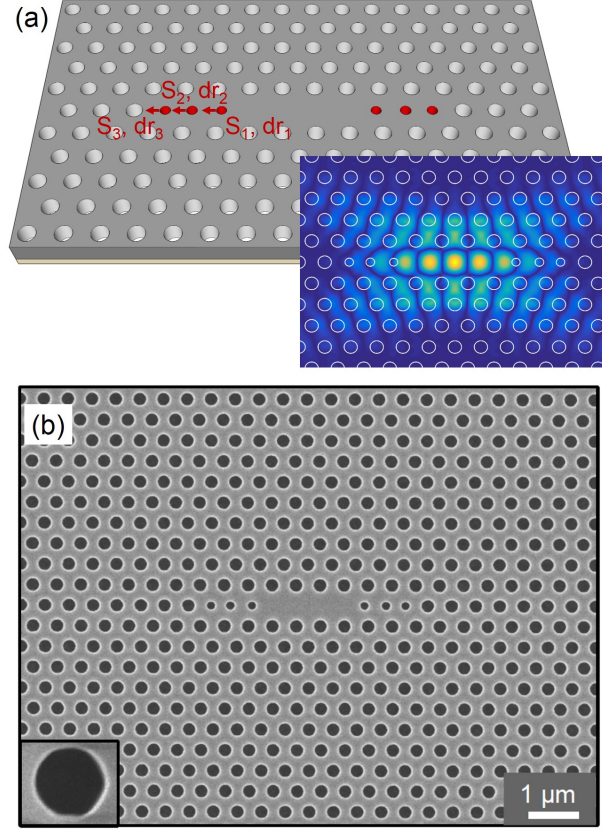 (a)
S₂, dr₂
S₃, dr₃
S₁, dr₁
(b)
1 µm